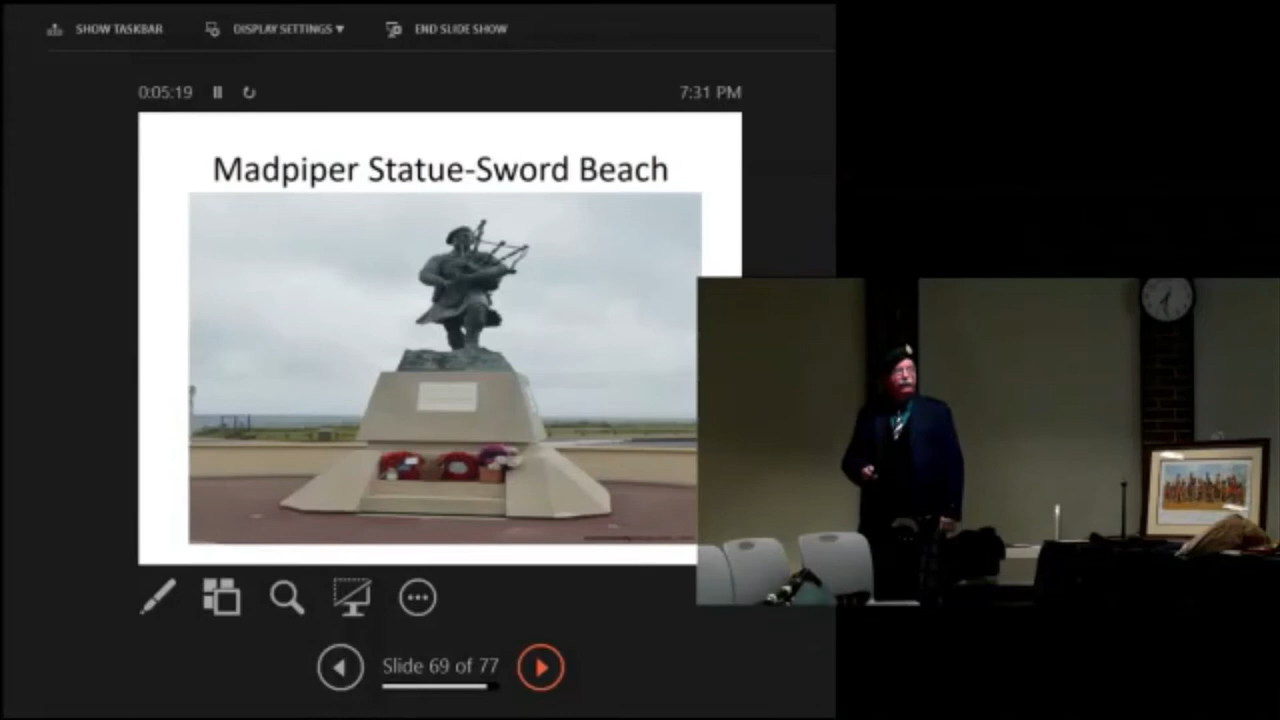 SHOW TASKBAR
DISPLAY SETTINGS ▼
END SLIDE SHOW
0:05:19
7:31 PM
Madpiper Statue-Sword Beach
Slide 69 of 77